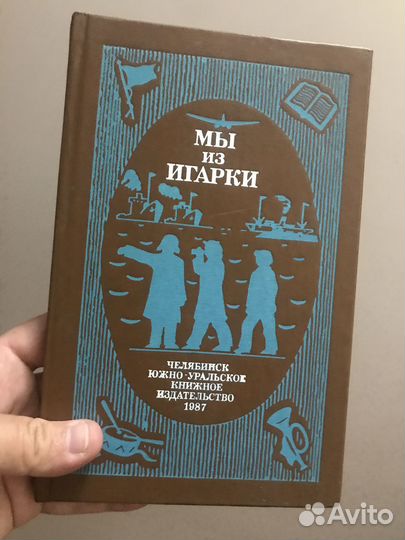 МЫ
ИЗ
ИГАРКИ
ЧЕЛЯБИНСК
ЮЖНО-УРАЛЬСКОЕ
КНИЖНОЕ
ИЗДАТЕЛЬСТВО
1987
Avito